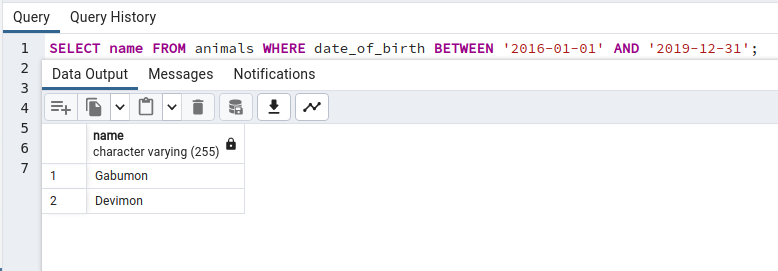 Query Query History
1 SELECT name FROM animals WHERE date_of_birth BETWEEN '2016-01-01' AND '2019-12-31';
2
Data Output Messages Notifications
3
4
5
name
6
character varying (255)
7
1 Gabumon
2 Devimon